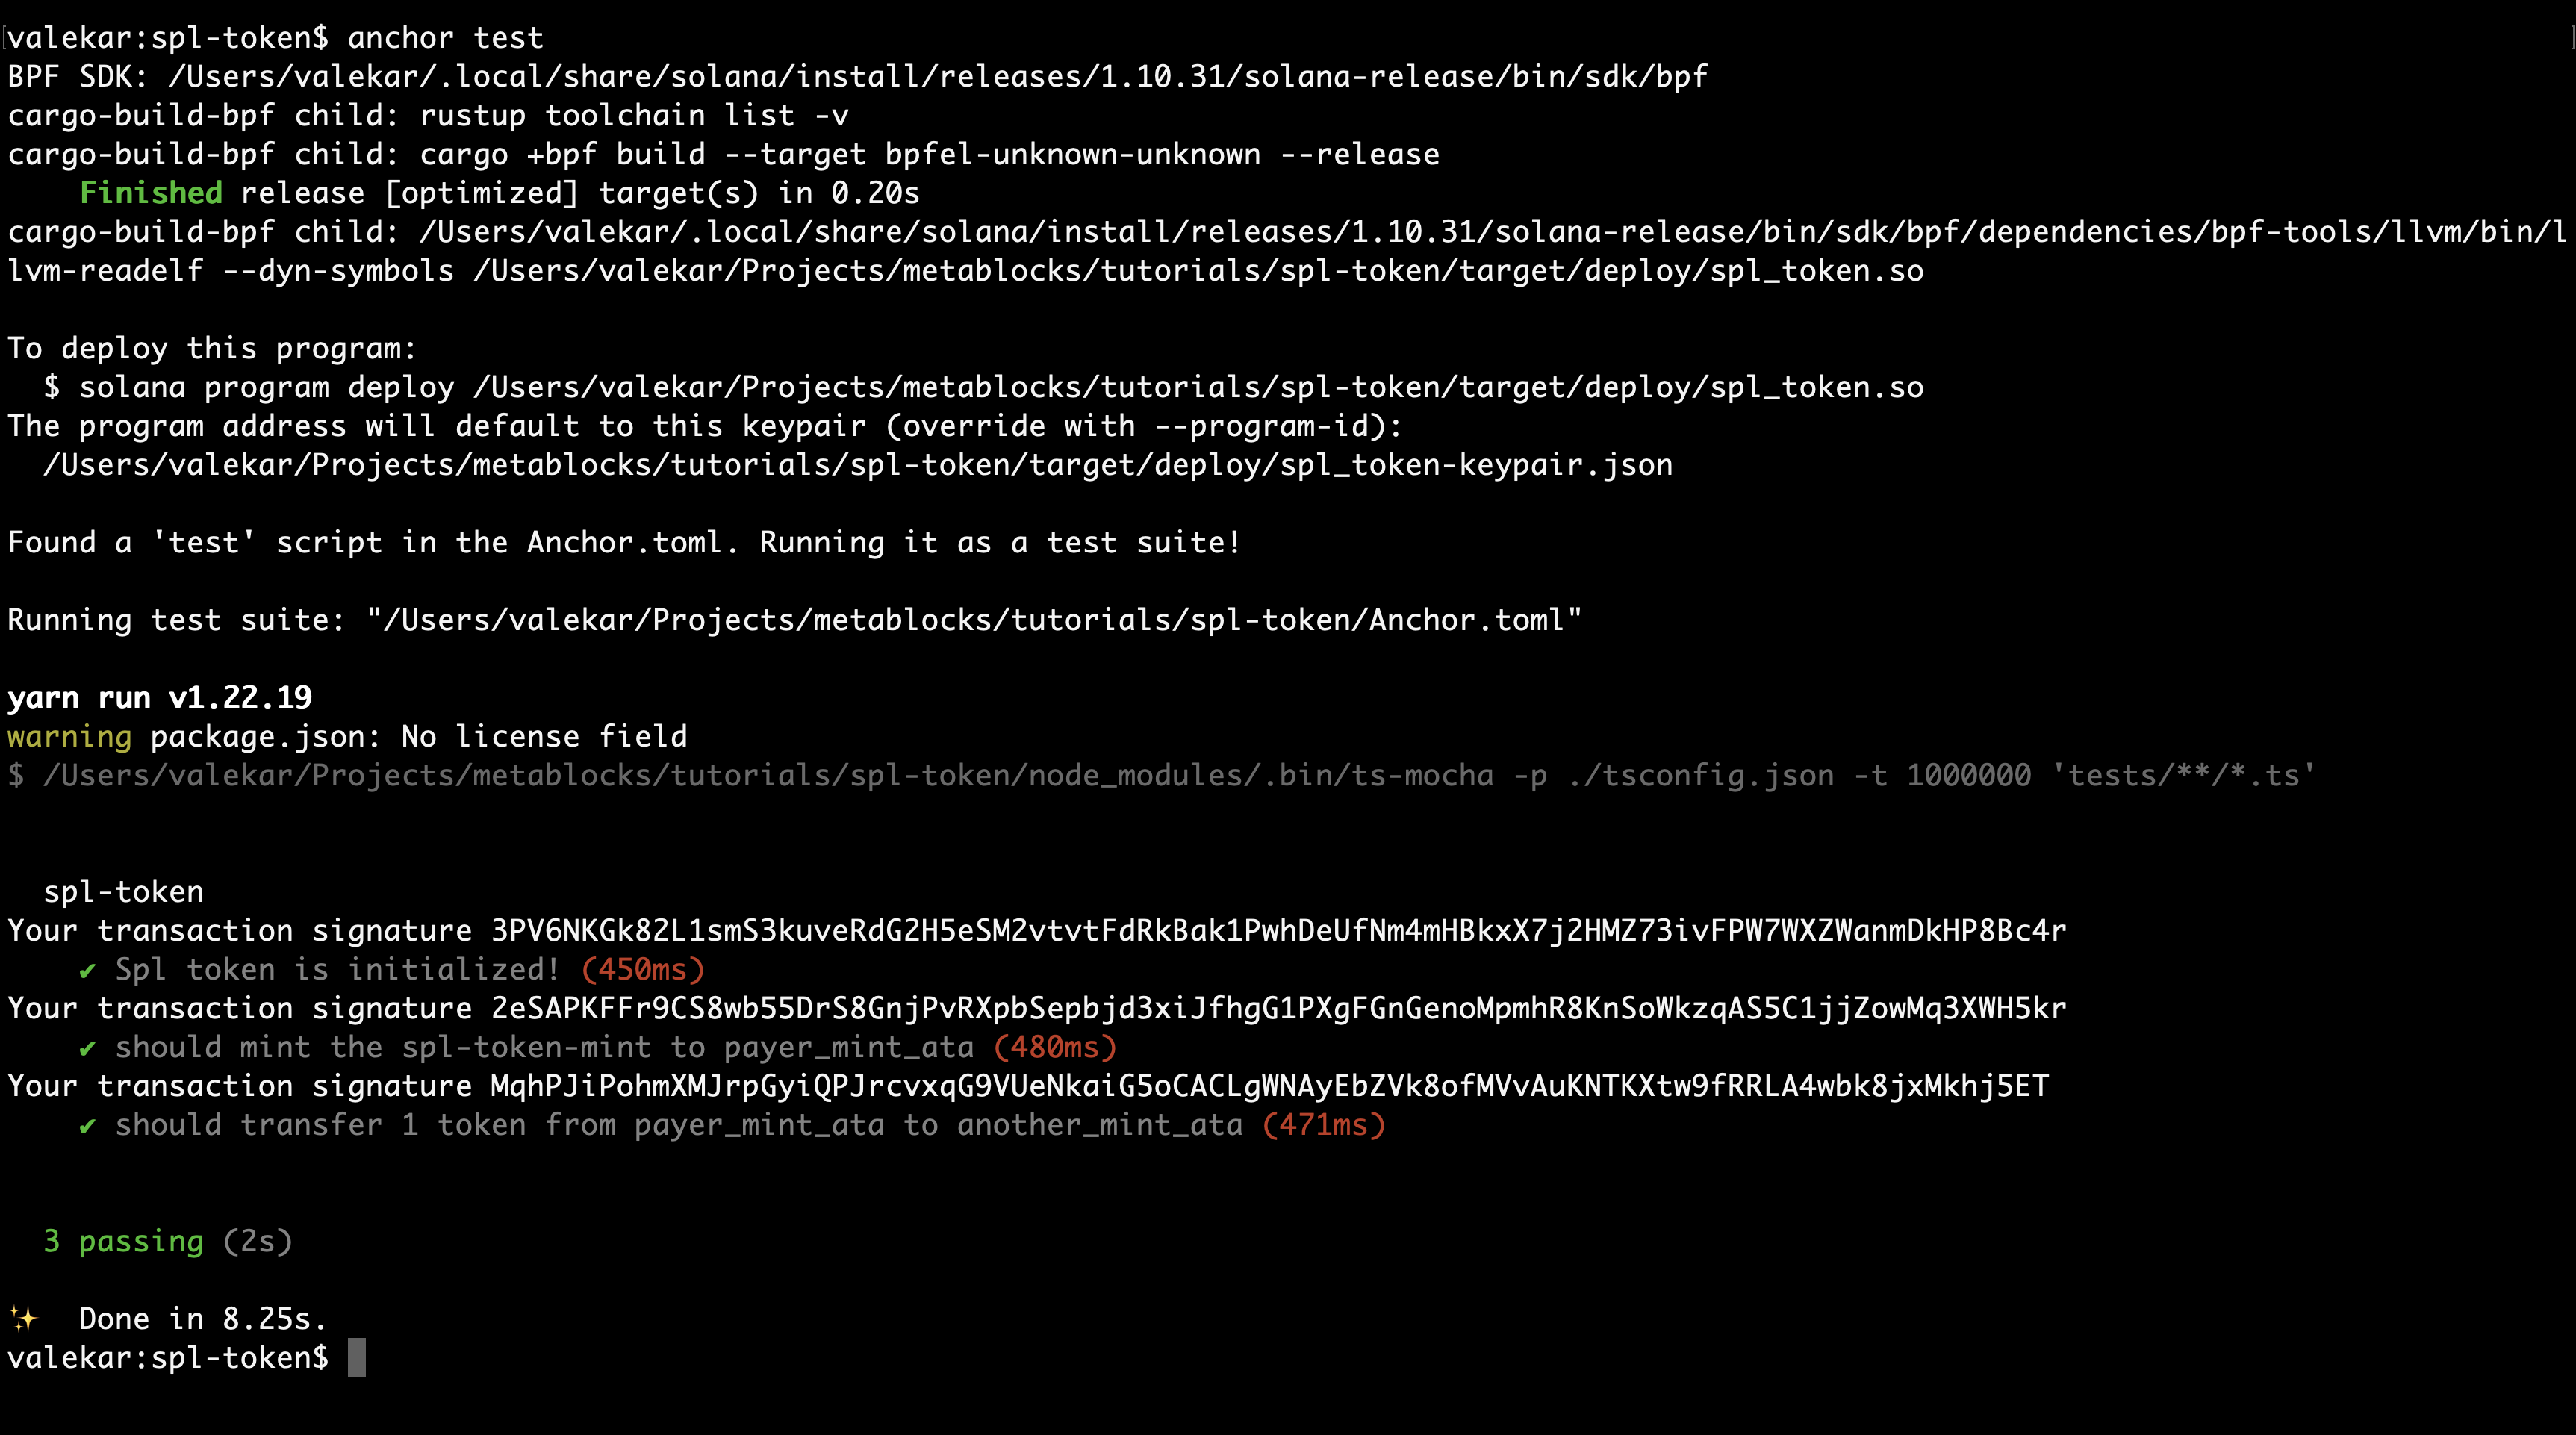 valekar:spl-token$ anchor test
BPF SDK: /Users/valekar/.local/share/solana/install/releases/1.10.31/solana-release/bin/sdk/bpf
cargo-build-bpf child: rustup toolchain list -v
cargo-build-bpf child: cargo +bpf build --target bpfel-unknown-unknown --release
    Finished release [optimized] target(s) in 0.20s
cargo-build-bpf child: /Users/valekar/.local/share/solana/install/releases/1.10.31/solana-release/bin/sdk/bpf/dependencies/bpf-tools/llvm/bin/l
lvm-readelf --dyn-symbols /Users/valekar/Projects/metablocks/tutorials/spl-token/target/deploy/spl_token.so
To deploy this program:
  $ solana program deploy /Users/valekar/Projects/metablocks/tutorials/spl-token/target/deploy/spl_token.so
The program address will default to this keypair (override with --program-id):
  /Users/valekar/Projects/metablocks/tutorials/spl-token/target/deploy/spl_token-keypair.json
Found a 'test' script in the Anchor.toml. Running it as a test suite!
Running test suite: "/Users/valekar/Projects/metablocks/tutorials/spl-token/Anchor.toml"
yarn run v1.22.19
warning package.json: No license field
$ /Users/valekar/Projects/metablocks/tutorials/spl-token/node_modules/.bin/ts-mocha -p ./tsconfig.json -t 1000000 'tests/**/*.ts'
  spl-token
Your transaction signature 3PV6NKGk82L1smS3kuveRdG2H5eSM2vtvtFdRkBak1PwhDeUfNm4mHBkxX7j2HMZ73ivFPW7WXZWanmDkHP8Bc4r
    ✔ Spl token is initialized! (450ms)
Your transaction signature 2eSAPKFFr9CS8wb55DrS8GnjPvRXpbSepbjd3xiJfhgG1PXgFGnGenoMpmhR8KnSoWkzqAS5C1jjZowMq3XWH5kr
    ✔ should mint the spl-token-mint to payer_mint_ata (480ms)
Your transaction signature MqhPJiPohmXMJrpGyiQPJrcvxqG9VUeNkaiG5oCACLgWNAyEbZVk8ofMVvAuKNTKXtw9fRRLA4wbk8jxMkhj5ET
    ✔ should transfer 1 token from payer_mint_ata to another_mint_ata (471ms)
  3 passing (2s)
✨  Done in 8.25s.
valekar:spl-token$